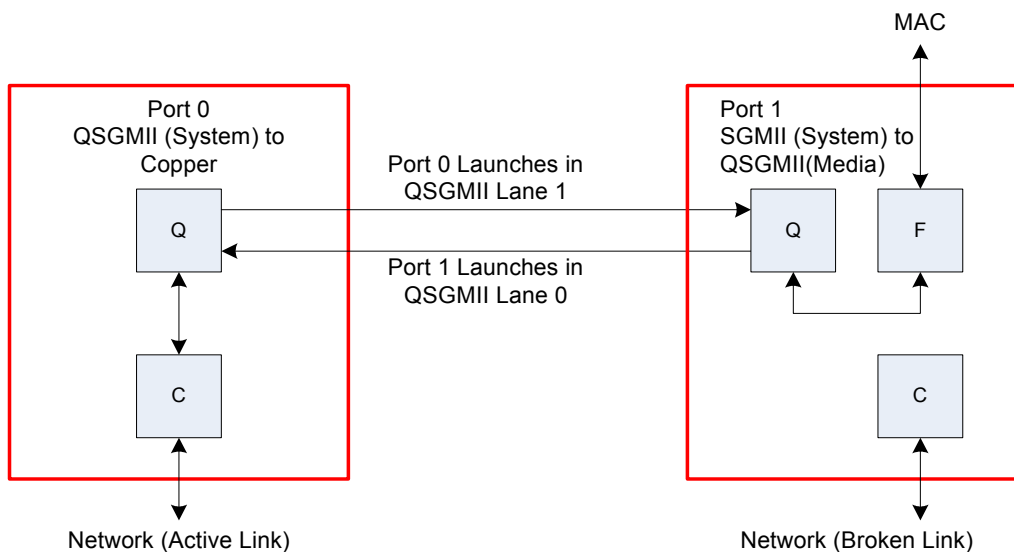 MAC
Port 0
QSGMII (System) to
Copper
Port 0 Launches in
QSGMII Lane 1
Port 1
SGMII (System) to
QSGMII(Media)
Q
Q
F
Port 1 Launches in
QSGMII Lane 0
C
C
Network (Active Link)
Network (Broken Link)